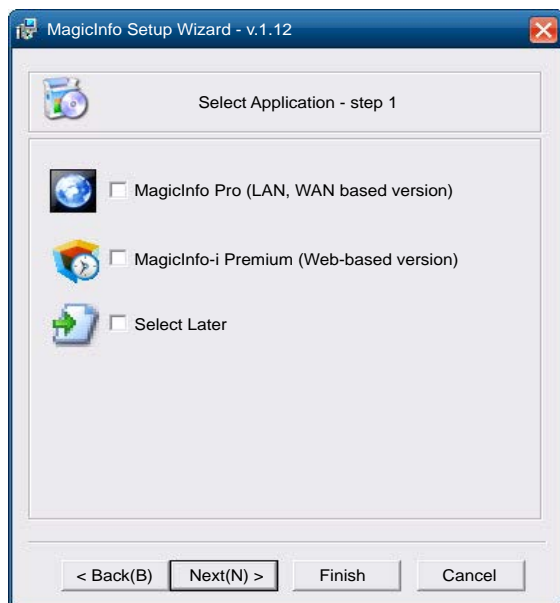 MagicInfo Setup Wizard - v.1.12
Select Application - step 1
MagicInfo Pro (LAN, WAN based version)
MagicInfo-i Premium (Web-based version)
Select Later
< Back(B) Next(N) > Finish Cancel